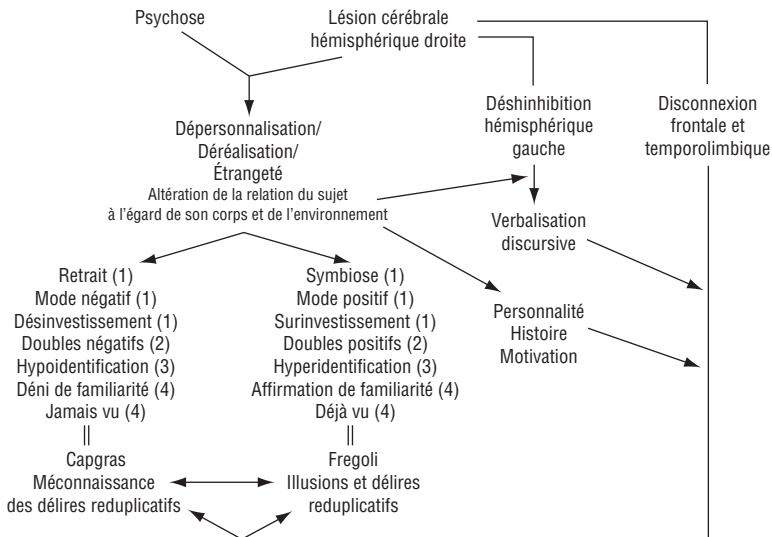 Psychose
Lésion cérébrale
hémisphérique droite
Déshinhibition
hémisphérique
gauche
Disconnexion
frontale et
temporolimbique
Dépersonnalisation/
Déréalisation/
Étrangeté
Altération de la relation du sujet
à l'égard de son corps et de l'environnement
Verbalisation
discursive
Retrait (1)
Mode négatif (1)
Désinvestissement (1)
Doubles négatifs (2)
Hypoidentification (3)
Déni de familiarité (4)
Jamais vu (4)
Symbiose (1)
Mode positif (1)
Surinvestissement (1)
Doubles positifs (2)
Hyperidentification (3)
Affirmation de familiarité (4)
Déjà vu (4)
Personnalité
Histoire
Motivation
Capgras
Méconnaissance
des délires reduplicatifs
Fregoli
Illusions et délires
reduplicatifs